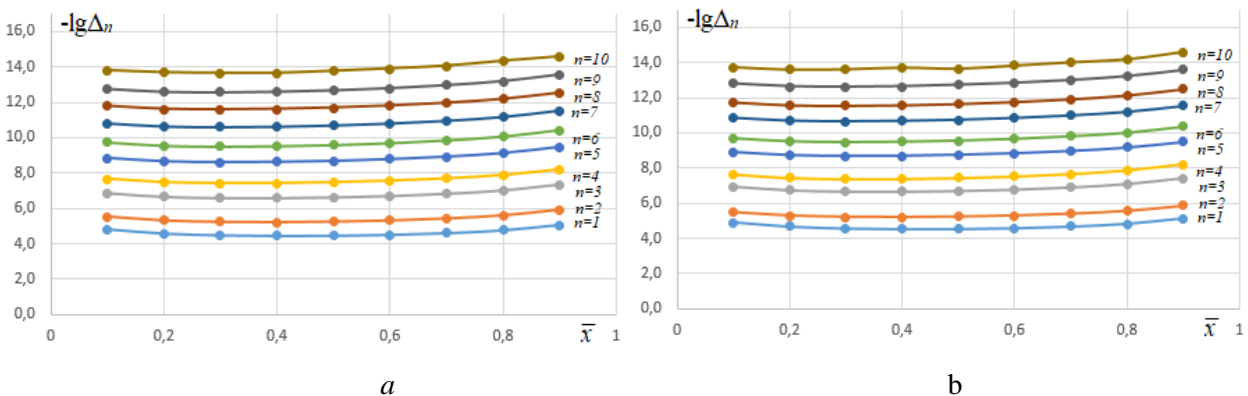 -lgΔn
16,0
14,0
12,0
10,0
8,0
6,0
4,0
2,0
0,0
n=10
n=9
n=8
n=7
n=6
n=5
n=4
n=3
n=2
n=1
0
0,2
0,4
0,6
0,8
x̅
1
a
-lgΔn
16,0
14,0
12,0
10,0
8,0
6,0
4,0
2,0
0,0
n=10
n=9
n=8
n=7
n=6
n=5
n=4
n=3
n=2
n=1
0
0,2
0,4
0,6
0,8
x̅
1
b